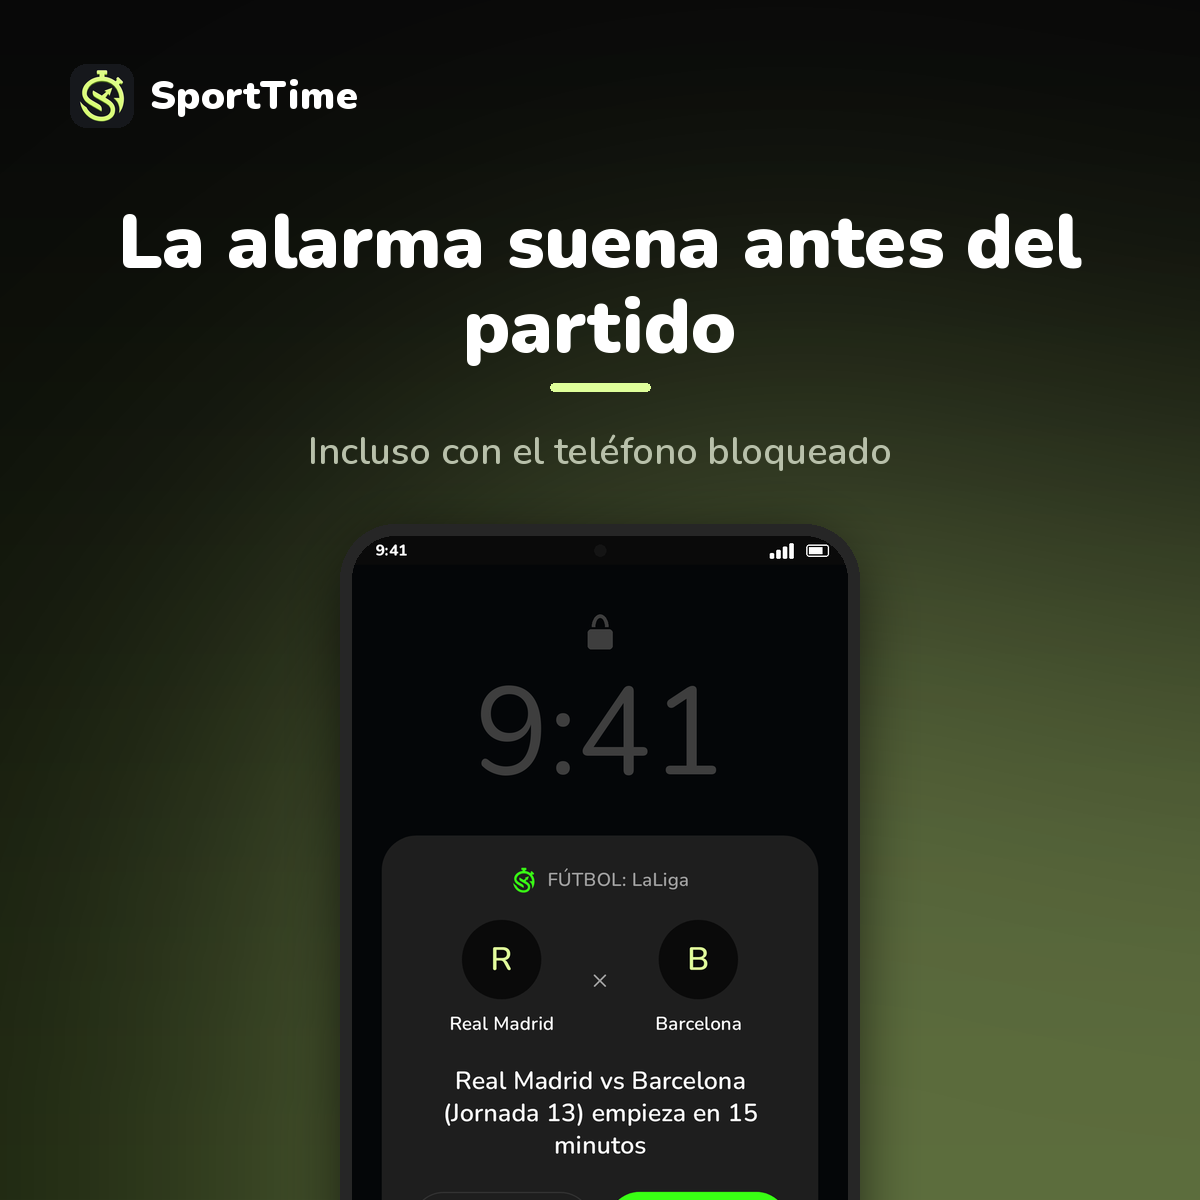 SportTime
La alarma suena antes del
partido
Incluso con el teléfono bloqueado
9:41
9:41
FÚTBOL: LaLiga
R
×
B
Real Madrid
Barcelona
Real Madrid vs Barcelona
(Jornada 13) empieza en 15
minutos